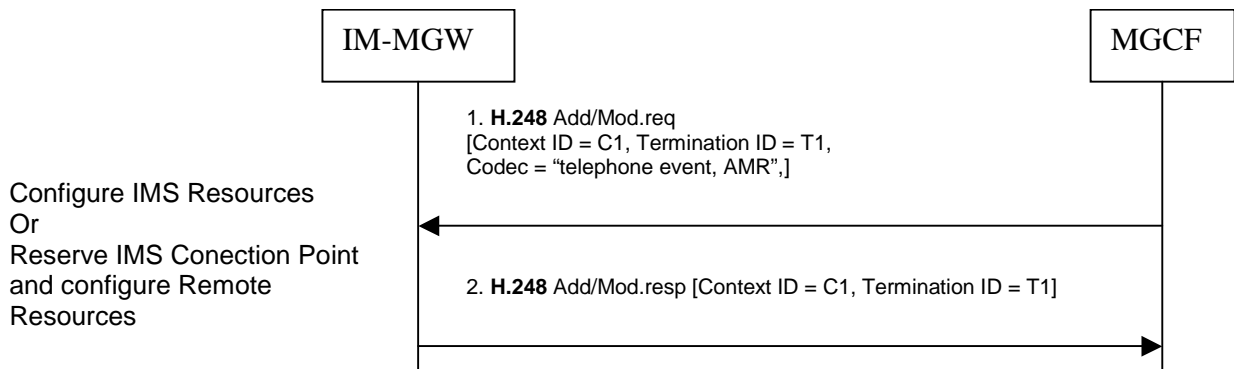 IM-MGW
MGCF
1. H.248 Add/Mod.req
[Context ID = C1, Termination ID = T1,
Codec = “telephone event, AMR”,]
Configure IMS Resources
Or
Reserve IMS Conection Point
and configure Remote
Resources
2. H.248 Add/Mod.resp [Context ID = C1, Termination ID = T1]